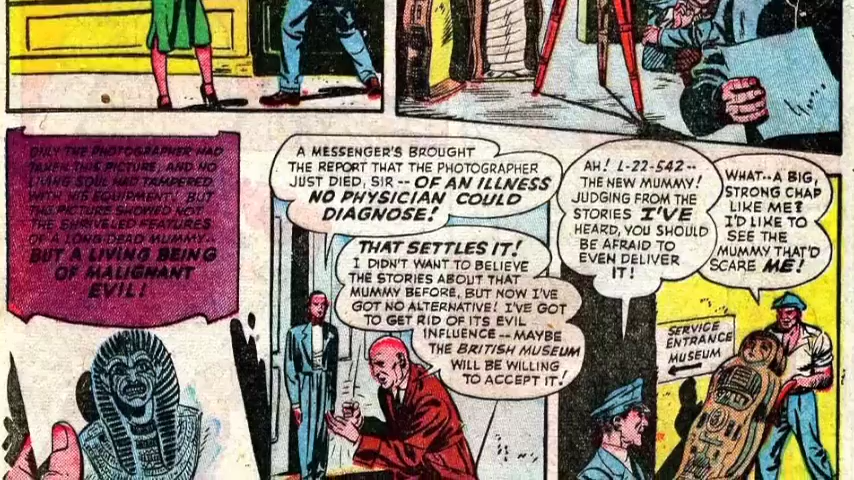 ONLY THE PHOTOGRAPHER HAD
TAKEN THIS PICTURE, AND NO
LIVING SOUL HAD TAMPERED
WITH HIS EQUIPMENT! BUT
THE PICTURE SHOWED NOT
THE SHRIVELED FEATURES
OF A LONG-DEAD MUMMY-
BUT A LIVING BEING
OF MALIGNANT
EVIL!
A MESSENGER'S BROUGHT
THE REPORT THAT THE PHOTOGRAPHER
JUST DIED, SIR -- OF AN ILLNESS
NO PHYSICIAN COULD
DIAGNOSE!
THAT SETTLES IT!
I DIDN'T WANT TO BELIEVE
THE STORIES ABOUT THAT
MUMMY BEFORE, BUT NOW I'VE
GOT NO ALTERNATIVE! I'VE GOT
TO GET RID OF ITS EVIL
INFLUENCE -- MAYBE
THE BRITISH MUSEUM
WILL BE WILLING
TO ACCEPT IT!
AH! L-22-542 --
THE NEW MUMMY!
JUDGING FROM THE
STORIES I'VE
HEARD, YOU SHOULD
BE AFRAID TO
EVEN DELIVER
IT!
WHAT -- A BIG,
STRONG CHAP
LIKE ME?
I'D LIKE TO
SEE THE
MUMMY THAT'D
SCARE ME!
SERVICE
ENTRANCE
MUSEUM